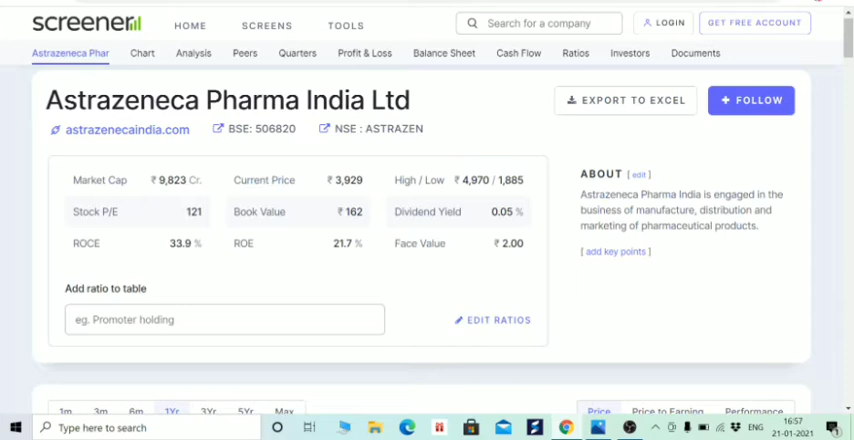 screener
HOME SCREENS TOOLS
Search for a company
LOGIN
GET FREE ACCOUNT
Astrazeneca Phar Chart Analysis Peers Quarters Profit & Loss Balance Sheet Cash Flow Ratios Investors Documents
Astrazeneca Pharma India Ltd
EXPORT TO EXCEL
+ FOLLOW
astrazenecaindia.com BSE: 506820 NSE : ASTRAZEN
Market Cap ₹ 9,823 Cr. Current Price ₹ 3,929 High / Low ₹ 4,970 / 1,885
Stock P/E 121 Book Value ₹ 162 Dividend Yield 0.05 %
ROCE 33.9 % ROE 21.7 % Face Value ₹ 2.00
Add ratio to table
eg. Promoter holding
EDIT RATIOS
ABOUT [ edit ]
Astrazeneca Pharma India is engaged in the
business of manufacture, distribution and
marketing of pharmaceutical products.
[ add key points ]
1m 3m 6m 1Yr 3Yr 5Yr Max
Price Price to Earning Performance
Type here to search
ENG
16:57
21-01-2021